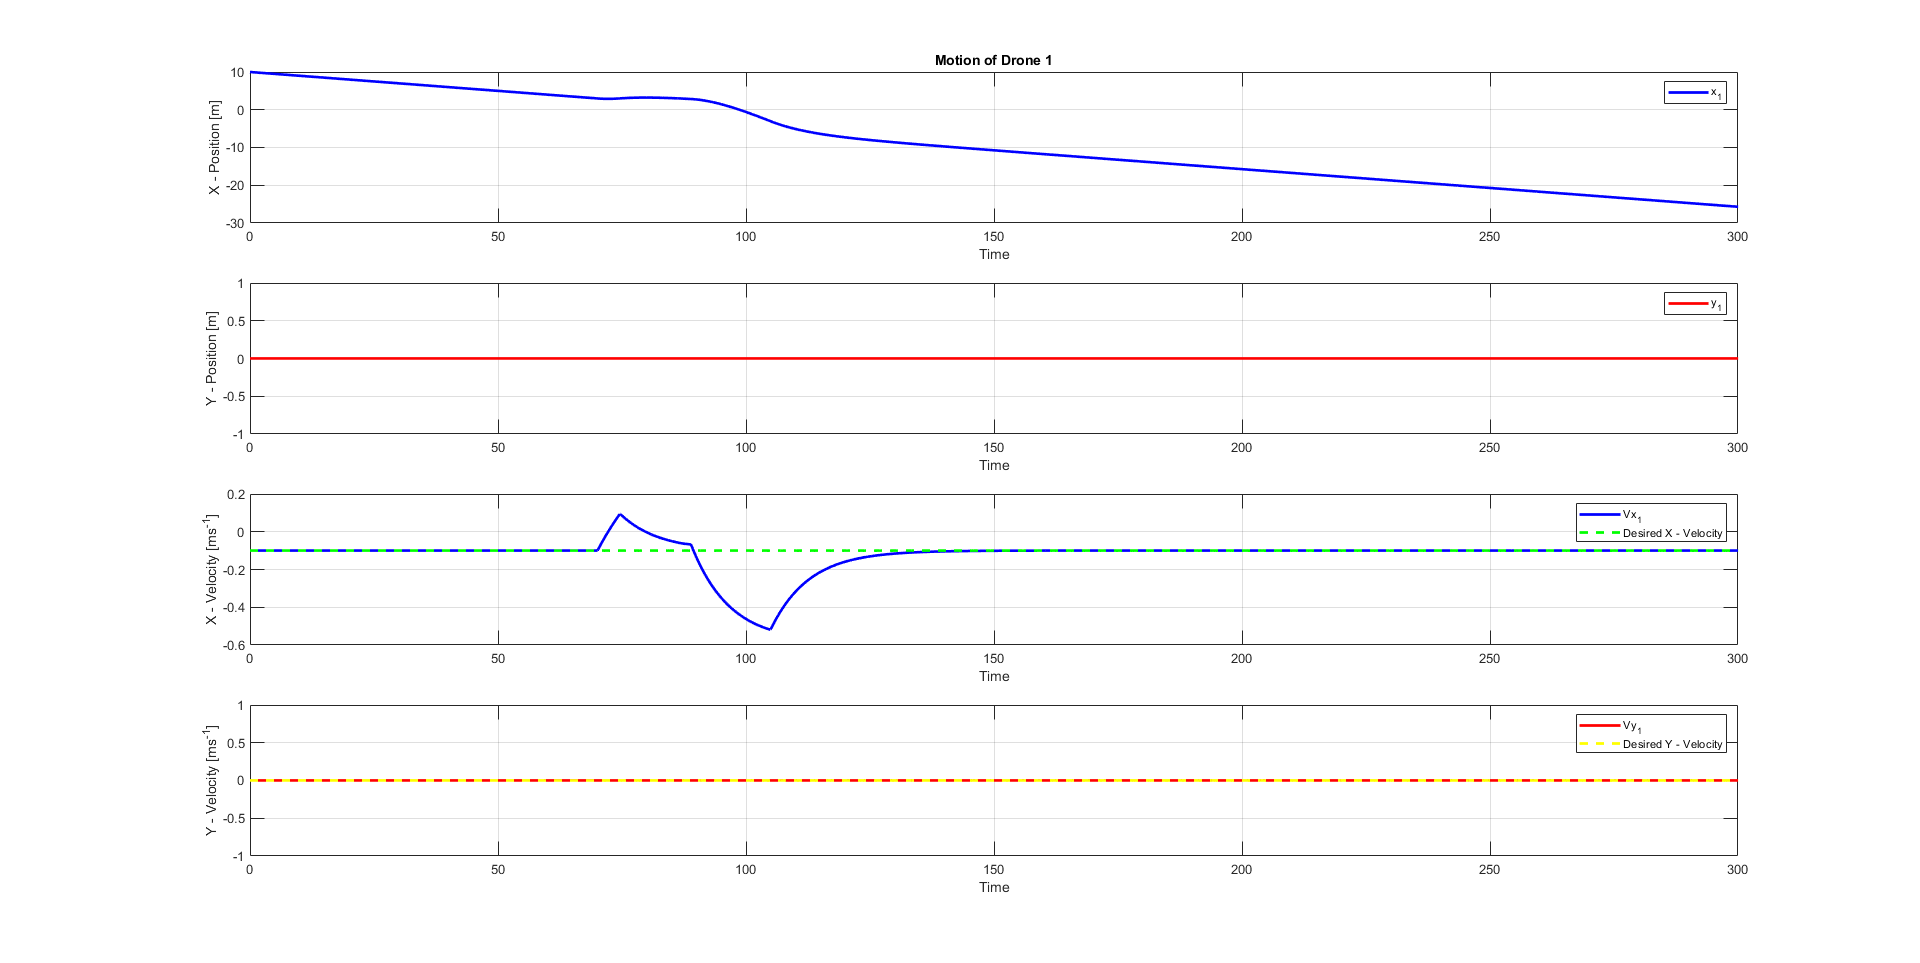 Motion of Drone 1
10
0
-10
-20
-30
X - Position [m]
x1
0 50 100 150 200 250 300
Time
1
0.5
0
-0.5
-1
Y - Position [m]
y1
0 50 100 150 200 250 300
Time
0.2
0
-0.2
-0.4
-0.6
X - Velocity [ms-1]
Vx1
Desired X - Velocity
0 50 100 150 200 250 300
Time
1
0.5
0
-0.5
-1
Y - Velocity [ms-1]
Vy1
Desired Y - Velocity
0 50 100 150 200 250 300
Time